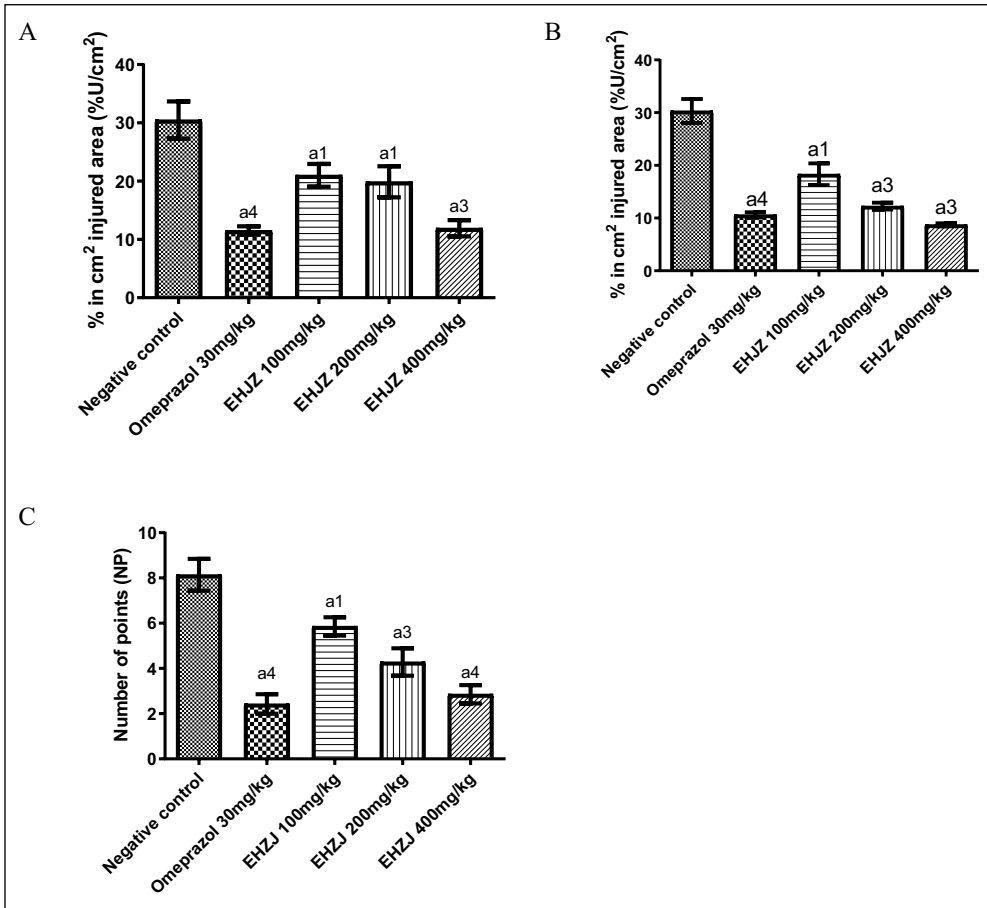 A
% in cm² injured area (%U/cm²)
40
30
20
10
0
a4
a1
a1
a3
Negative control
Omeprazol 30mg/kg
EHJZ 100mg/kg
EHJZ 200mg/kg
EHJZ 400mg/kg
B
% in cm² injured area (%U/cm²)
40
30
20
10
0
a4
a1
a3
a3
Negative control
Omeprazol 30mg/kg
EHJZ 100mg/kg
EHJZ 200mg/kg
EHJZ 400mg/kg
C
Number of points (NP)
10
8
6
4
2
0
a4
a1
a3
a4
Negative control
Omeprazol 30mg/kg
EHZJ 100mg/kg
EHZJ 200mg/kg
EHZJ 400mg/kg